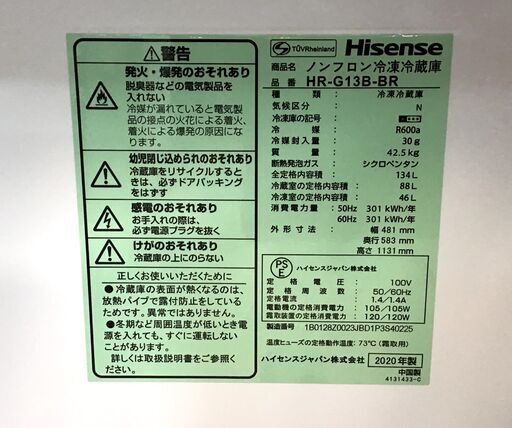 警告
発火・爆発のおそれあり
脱臭器などの電気製品を
入れない
冷媒が漏れていると電気製品
の接点の火花による着火、
着火による爆発の原因に
なります。
幼児閉じ込められのおそれあり
冷蔵庫をリサイクルすると
きは、必ずドアパッキング
をはずす
感電のおそれあり
お手入れの際は、
必ず電源プラグを抜く
けがのおそれあり
冷蔵庫の上にのらない
正しくお使いいただくために
●冷蔵庫の表面が熱くなるのは、
放熱パイプで露付防止をしている
ためです。異常ではありません。
●冬期など周囲温度が低いとき電
源を入れても、すぐに運転しない
ことがあります。
詳しくは取扱説明書をご参照く
ださい。
TÜVRheinland Hisense
商品名 ノンフロン冷凍冷蔵庫
品番 HR-G13B-BR
種類 冷凍冷蔵庫
気候区分 N
冷凍庫の記号
冷媒 R600a
冷媒封入量 30g
質量 42.5kg
断熱発泡ガス シクロペンタン
全定格内容積 134L
冷蔵室の定格内容積 88L
冷凍室の定格内容積 46L
消費電力量 50Hz 301 kWh/年
60Hz 301 kWh/年
外形寸法 幅 481mm
奥行 583mm
高さ 1131mm
PS
E
ハイセンスジャパン株式会社
定格電圧: 100V
定格周波数: 50/60Hz
定格電流: 1.4/1.4A
電動機の定格消費電力: 105/105W
霜取装置の定格消費電力: 120/120W
製造番号: 1B0128Z0023JBD1P3S40225
温度ヒューズの定格動作温度: 73℃(霜取用)
ハイセンスジャパン株式会社 2020年製
中国製
4131433-C